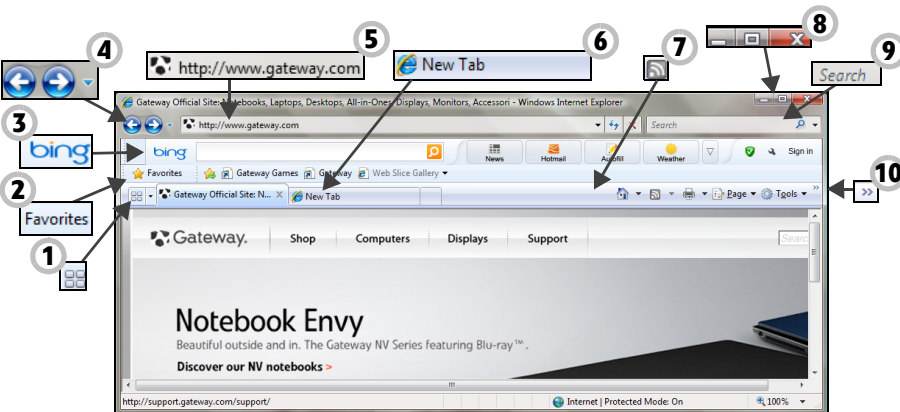 4
5
6
7
8
9
http://www.gateway.com
New Tab
Search
Gateway Official Site: Notebooks, Laptops, Desktops, All-in-Ones, Displays, Monitors, Accessori - Windows Internet Explorer
http://www.gateway.com
Search
3
bing
bing
News
Hotmail
Autofill
Weather
Sign in
2
Favorites
Favorites
Gateway Games
Gateway
Web Slice Gallery
10
Gateway Official Site: N...
New Tab
Page
Tools
»
»
1
Gateway.
Shop
Computers
Displays
Support
Searc
Notebook Envy
Beautiful outside and in. The Gateway NV Series featuring Blu-ray™.
Discover our NV notebooks >
http://support.gateway.com/support/
Internet | Protected Mode: On
100%